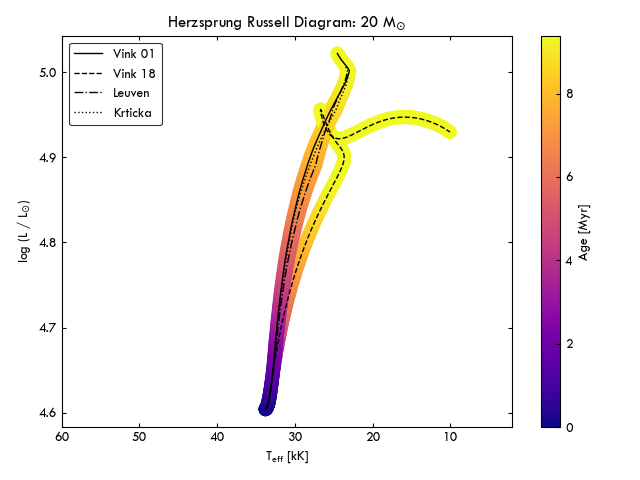 Herzsprung Russell Diagram: 20 M☉
Vink 01
Vink 18
Leuven
Krticka
5.0
4.9
4.8
4.7
4.6
log (L / L☉)
60 50 40 30 20 10
T_eff [kK]
8
6
4
2
0
Age [Myr]